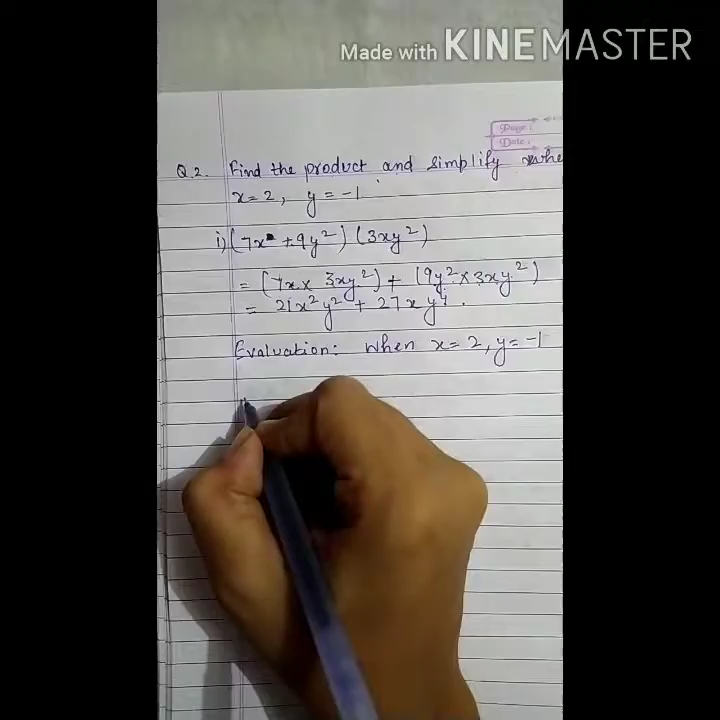 Made with KINEMASTER
Page:
Date:
Q.2. Find the product and simplify whe
x=2, y=-1
i) (7x +9y²) (3xy²)
= (7x× 3xy²) + (9y²×3xy²)
= 21x²y² + 27xy⁴.
Evaluation: when x=2, y=-1